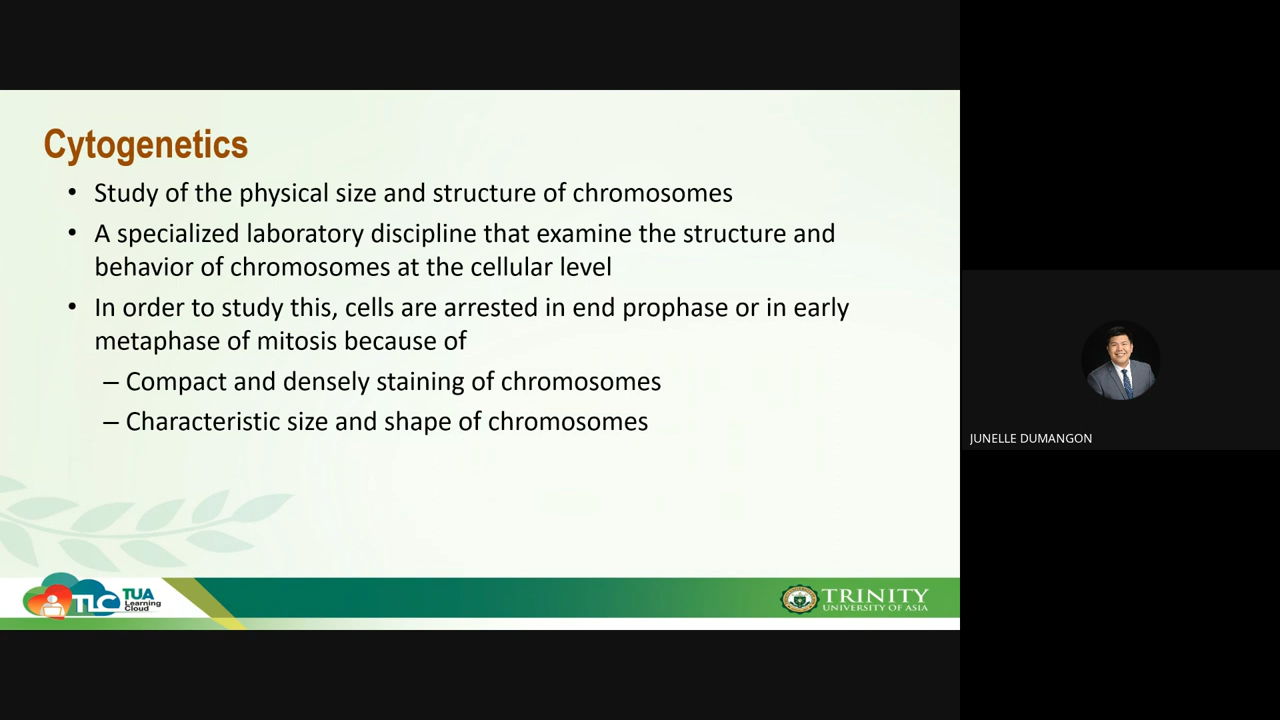 Cytogenetics
• Study of the physical size and structure of chromosomes
• A specialized laboratory discipline that examine the structure and
behavior of chromosomes at the cellular level
• In order to study this, cells are arrested in end prophase or in early
metaphase of mitosis because of
– Compact and densely staining of chromosomes
– Characteristic size and shape of chromosomes
TLC
TUA
Learning
Cloud
TRINITY
UNIVERSITY OF ASIA
JUNELLE DUMANGON